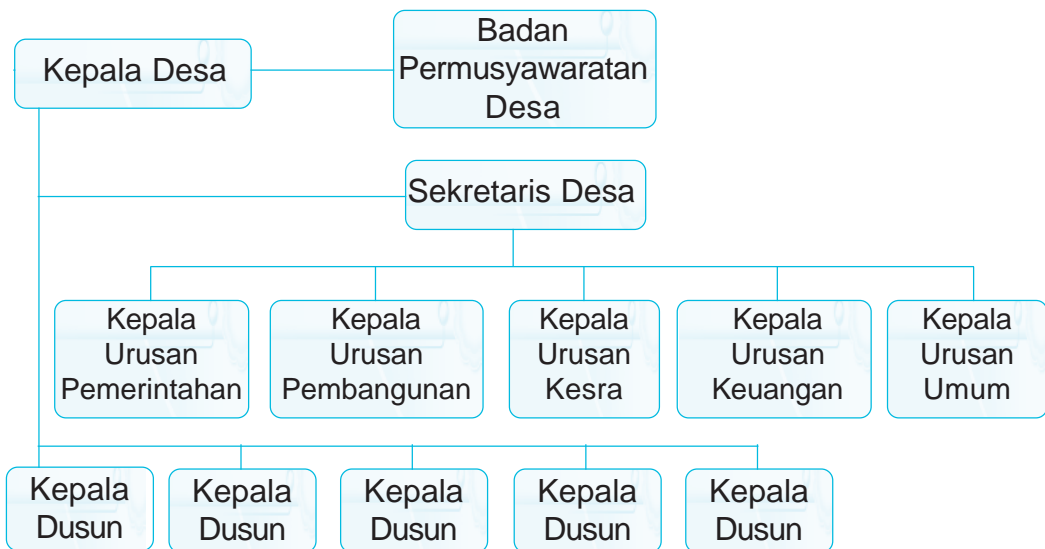 Kepala Desa
Badan
Permusyawaratan
Desa
Sekretaris Desa
Kepala
Urusan
Pemerintahan
Kepala
Urusan
Pembangunan
Kepala
Urusan
Kesra
Kepala
Urusan
Keuangan
Kepala
Urusan
Umum
Kepala
Dusun
Kepala
Dusun
Kepala
Dusun
Kepala
Dusun
Kepala
Dusun